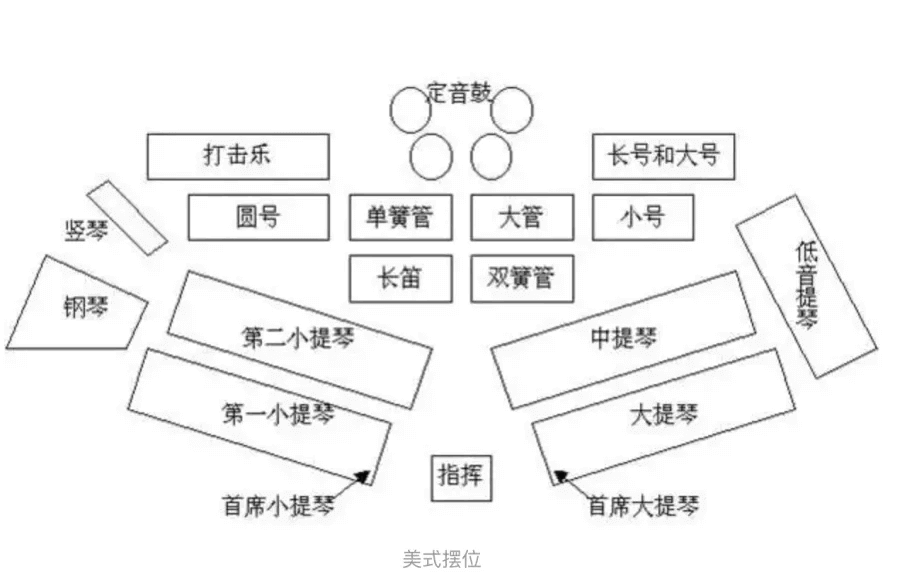 定音鼓
打击乐
长号和大号
圆号
单簧管
大管
小号
竖琴
长笛
双簧管
低音提琴
钢琴
第二小提琴
中提琴
第一小提琴
大提琴
指挥
首席小提琴
首席大提琴
美式摆位